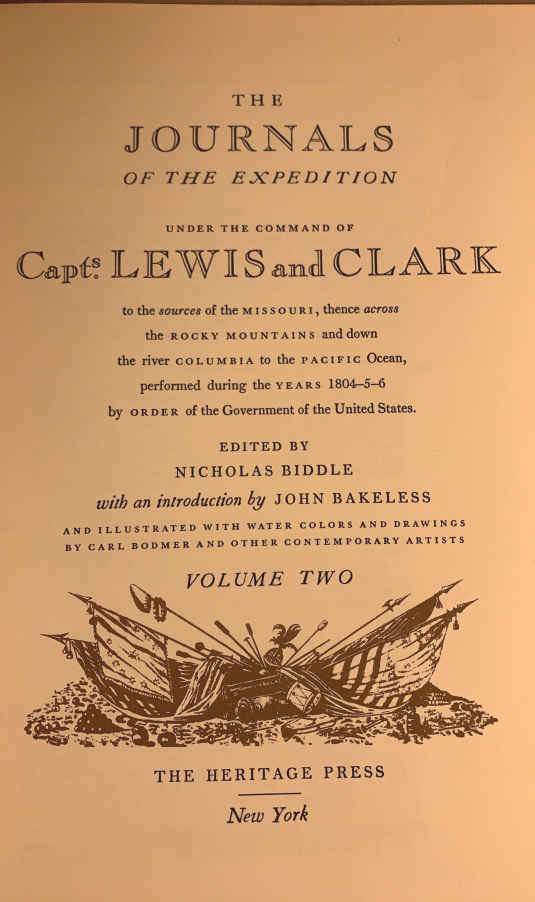 THE
JOURNALS
OF THE EXPEDITION
UNDER THE COMMAND OF
Capts. LEWIS and CLARK
to the sources of the MISSOURI, thence across
the ROCKY MOUNTAINS and down
the river COLUMBIA to the PACIFIC Ocean,
performed during the YEARS 1804–5–6
by ORDER of the Government of the United States.
EDITED BY
NICHOLAS BIDDLE
with an introduction by JOHN BAKELESS
AND ILLUSTRATED WITH WATER COLORS AND DRAWINGS
BY CARL BODMER AND OTHER CONTEMPORARY ARTISTS
VOLUME TWO
THE HERITAGE PRESS
New York